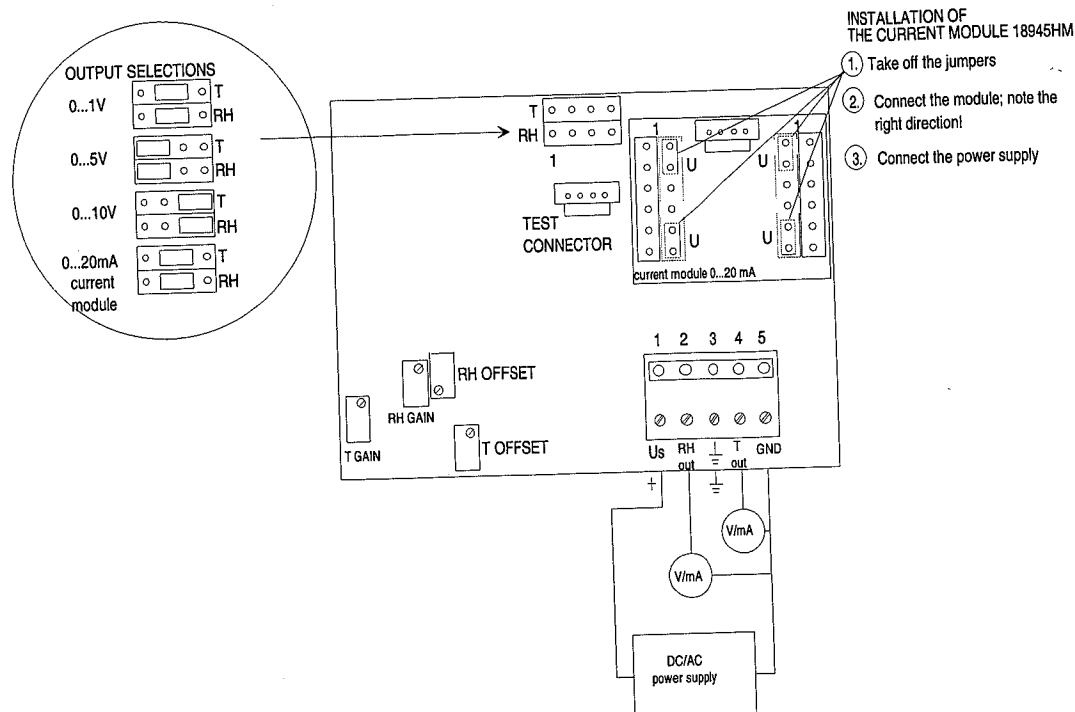 INSTALLATION OF
THE CURRENT MODULE 18945HM
1. Take off the jumpers
2. Connect the module; note the
right direction!
3. Connect the power supply
OUTPUT SELECTIONS
0...1V
T
RH
0...5V
T
RH
0...10V
T
RH
0...20mA
current
module
T
RH
T
RH
1
TEST
CONNECTOR
1
1
U
U
U
U
current module 0...20 mA
RH OFFSET
RH GAIN
T GAIN
T OFFSET
1 2 3 4 5
Us RH out T out GND
+
V/mA
V/mA
DC/AC
power supply